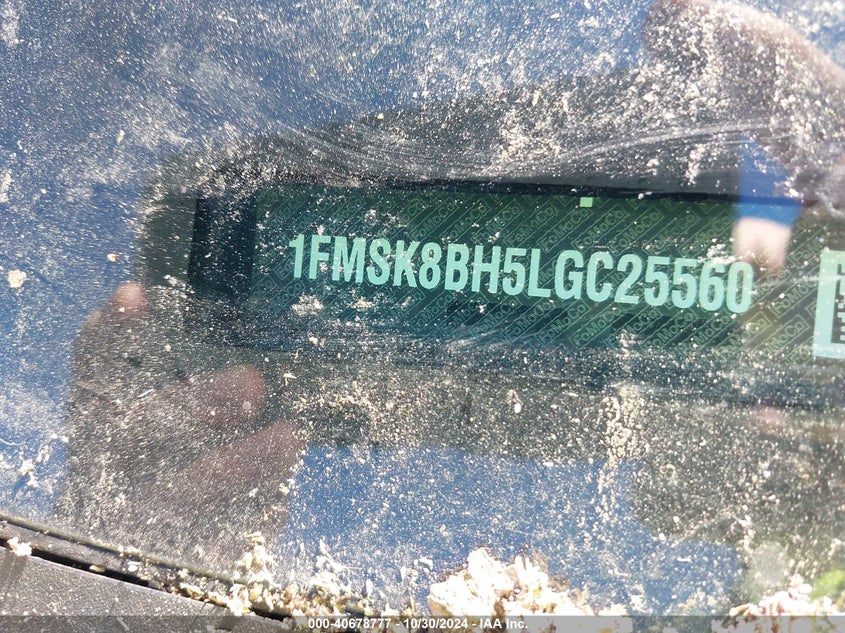 1FMSK8BH5LGC25560
000-40678777 - 10/30/2024 - IAA Inc.